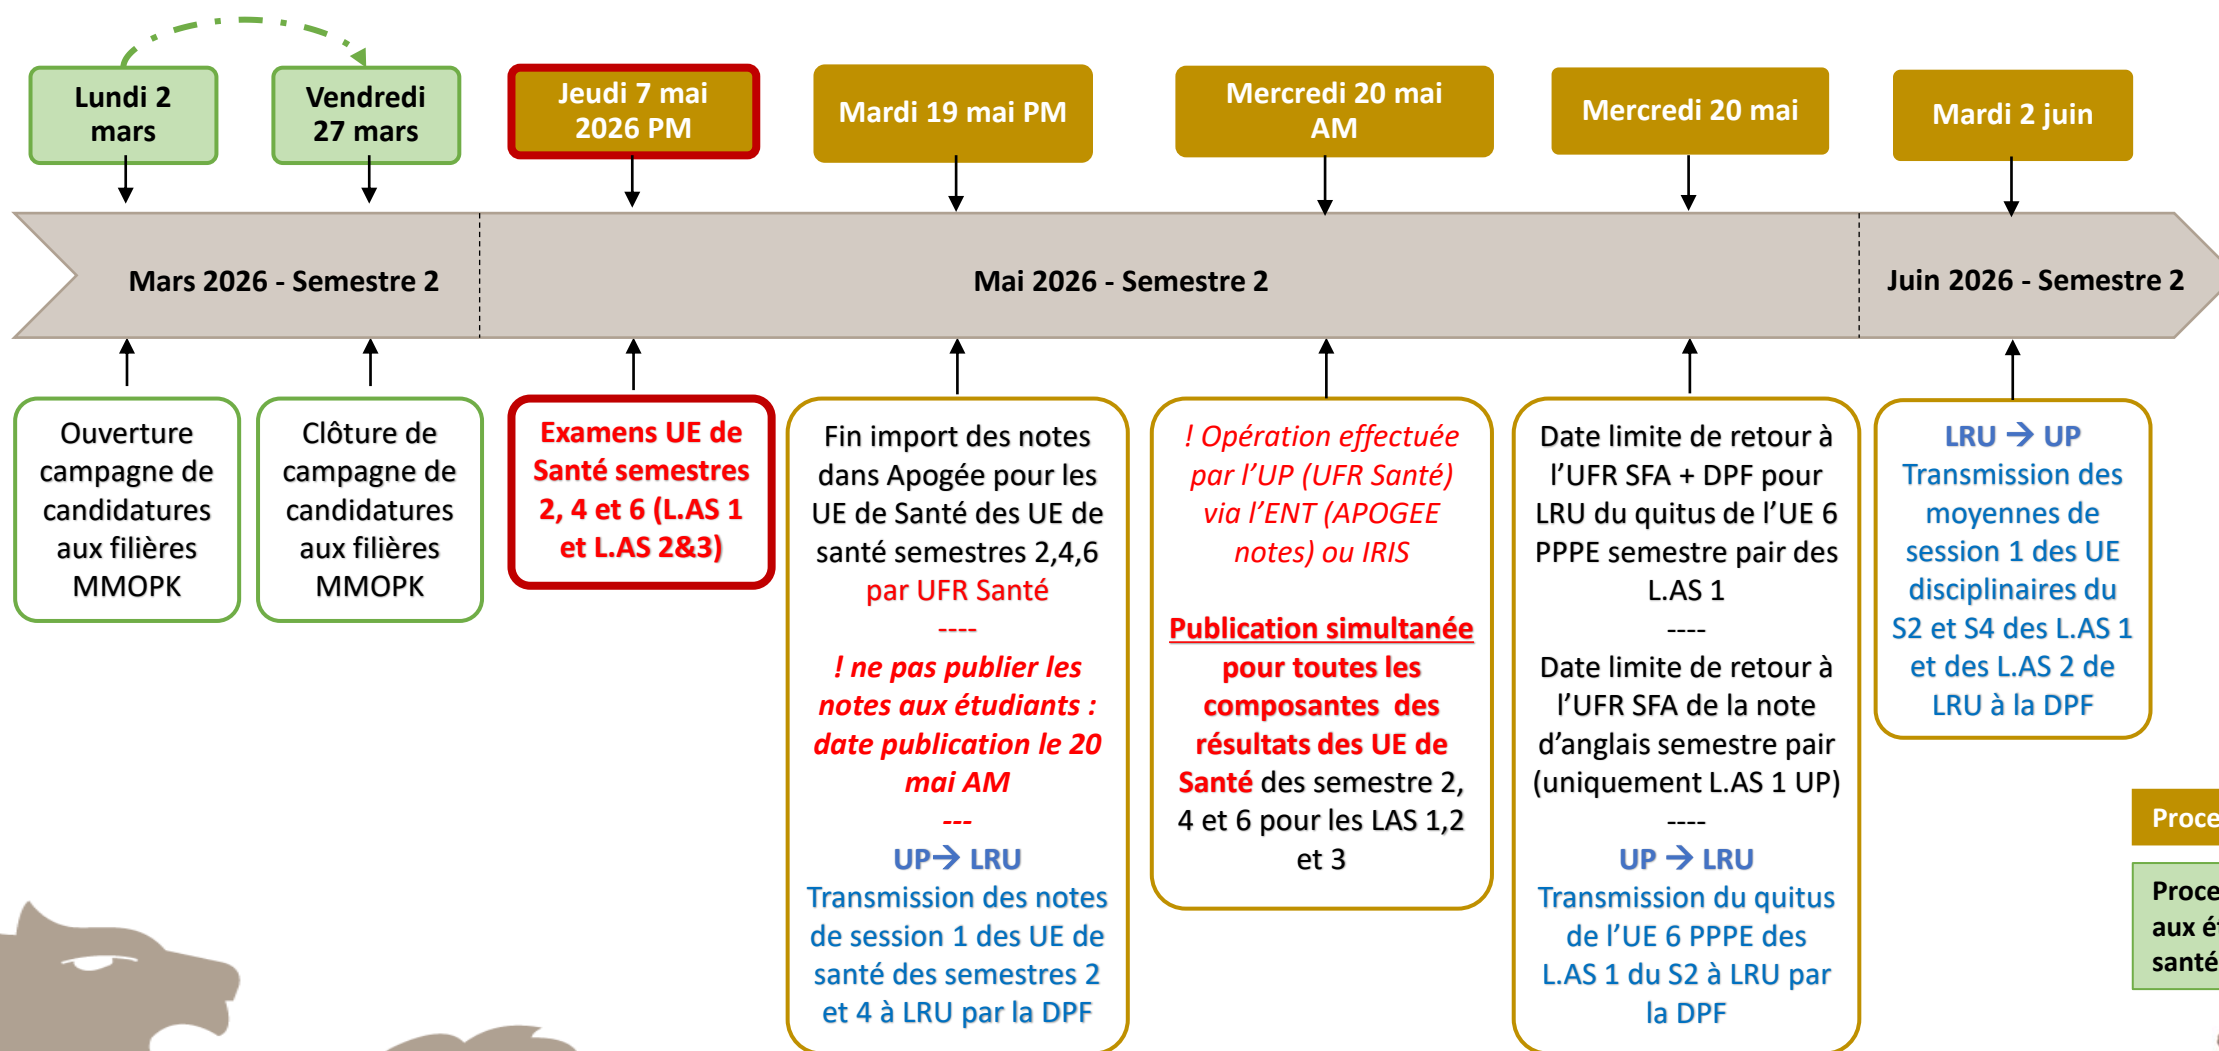 Lundi 2
mars
Vendredi
27 mars
Jeudi 7 mai
2026 PM
Mardi 19 mai PM
Mercredi 20 mai
AM
Mercredi 20 mai
Mardi 2 juin
Mars 2026 - Semestre 2
Mai 2026 - Semestre 2
Juin 2026 - Semestre 2
Ouverture
campagne de
candidatures
aux filières
MMOPK
Clôture de
campagne de
candidatures
aux filières
MMOPK
Examens UE de
Santé semestres
2, 4 et 6 (L.AS 1
et L.AS 2&3)
Fin import des notes
dans Apogée pour les
UE de Santé des UE de
santé semestres 2,4,6
par UFR Santé
----
! ne pas publier les
notes aux étudiants :
date publication le 20
mai AM
---
UP→ LRU
Transmission des notes
de session 1 des UE de
santé des semestres 2
et 4 à LRU par la DPF
! Opération effectuée
par l’UP (UFR Santé)
via l’ENT (APOGEE
notes) ou IRIS
Publication simultanée
pour toutes les
composantes des
résultats des UE de
Santé des semestre 2,
4 et 6 pour les LAS 1,2
et 3
Date limite de retour à
l’UFR SFA + DPF pour
LRU du quitus de l’UE 6
PPPE semestre pair des
L.AS 1
----
Date limite de retour à
l’UFR SFA de la note
d’anglais semestre pair
(uniquement L.AS 1 UP)
----
UP → LRU
Transmission du quitus
de l’UE 6 PPPE des
L.AS 1 du S2 à LRU par
la DPF
LRU → UP
Transmission des
moyennes de
session 1 des UE
disciplinaires du
S2 et S4 des L.AS 1
et des L.AS 2 de
LRU à la DPF
Proce
Proce
aux é
santé